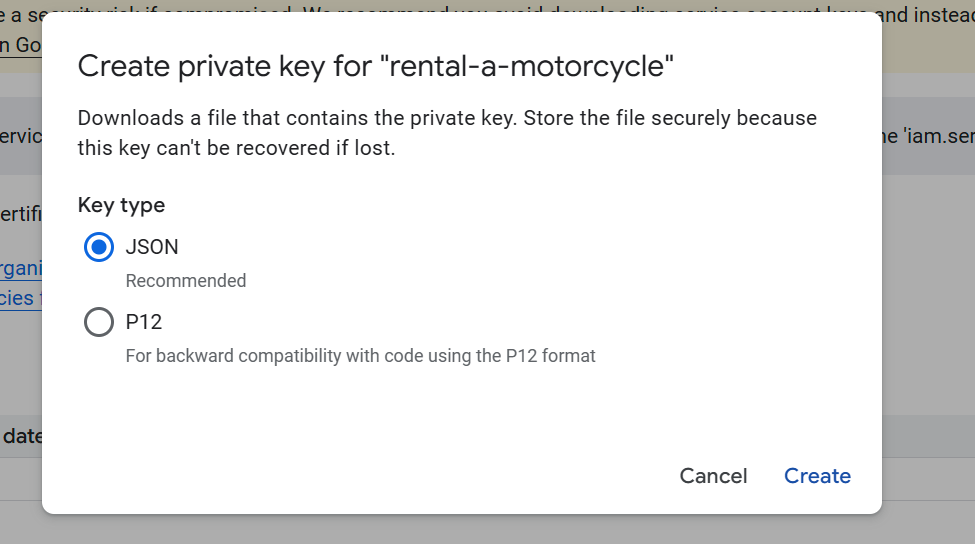 a security risk if compromised. We recommend you avoid downloading service account keys and instead
n Go
Create private key for "rental-a-motorcycle"
Downloads a file that contains the private key. Store the file securely because
this key can't be recovered if lost.
ervic
he 'iam.ser
Key type
ertifi
JSON
rgani
Recommended
cies
P12
For backward compatibility with code using the P12 format
date
Cancel
Create